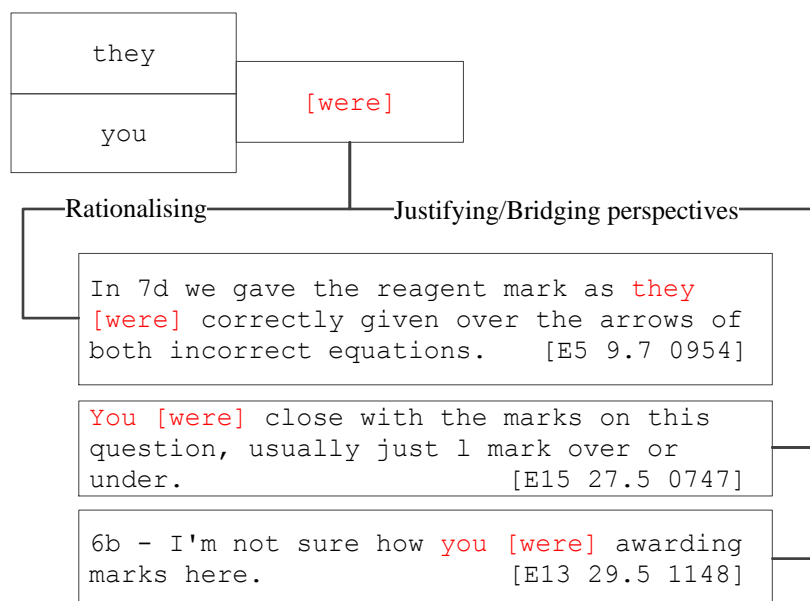 they
[were]
you
Rationalising
Justifying/Bridging perspectives
In 7d we gave the reagent mark as they
[were] correctly given over the arrows of
both incorrect equations. [E5 9.7 0954]
You [were] close with the marks on this
question, usually just 1 mark over or
under. [E15 27.5 0747]
6b - I'm not sure how you [were] awarding
marks here. [E13 29.5 1148]